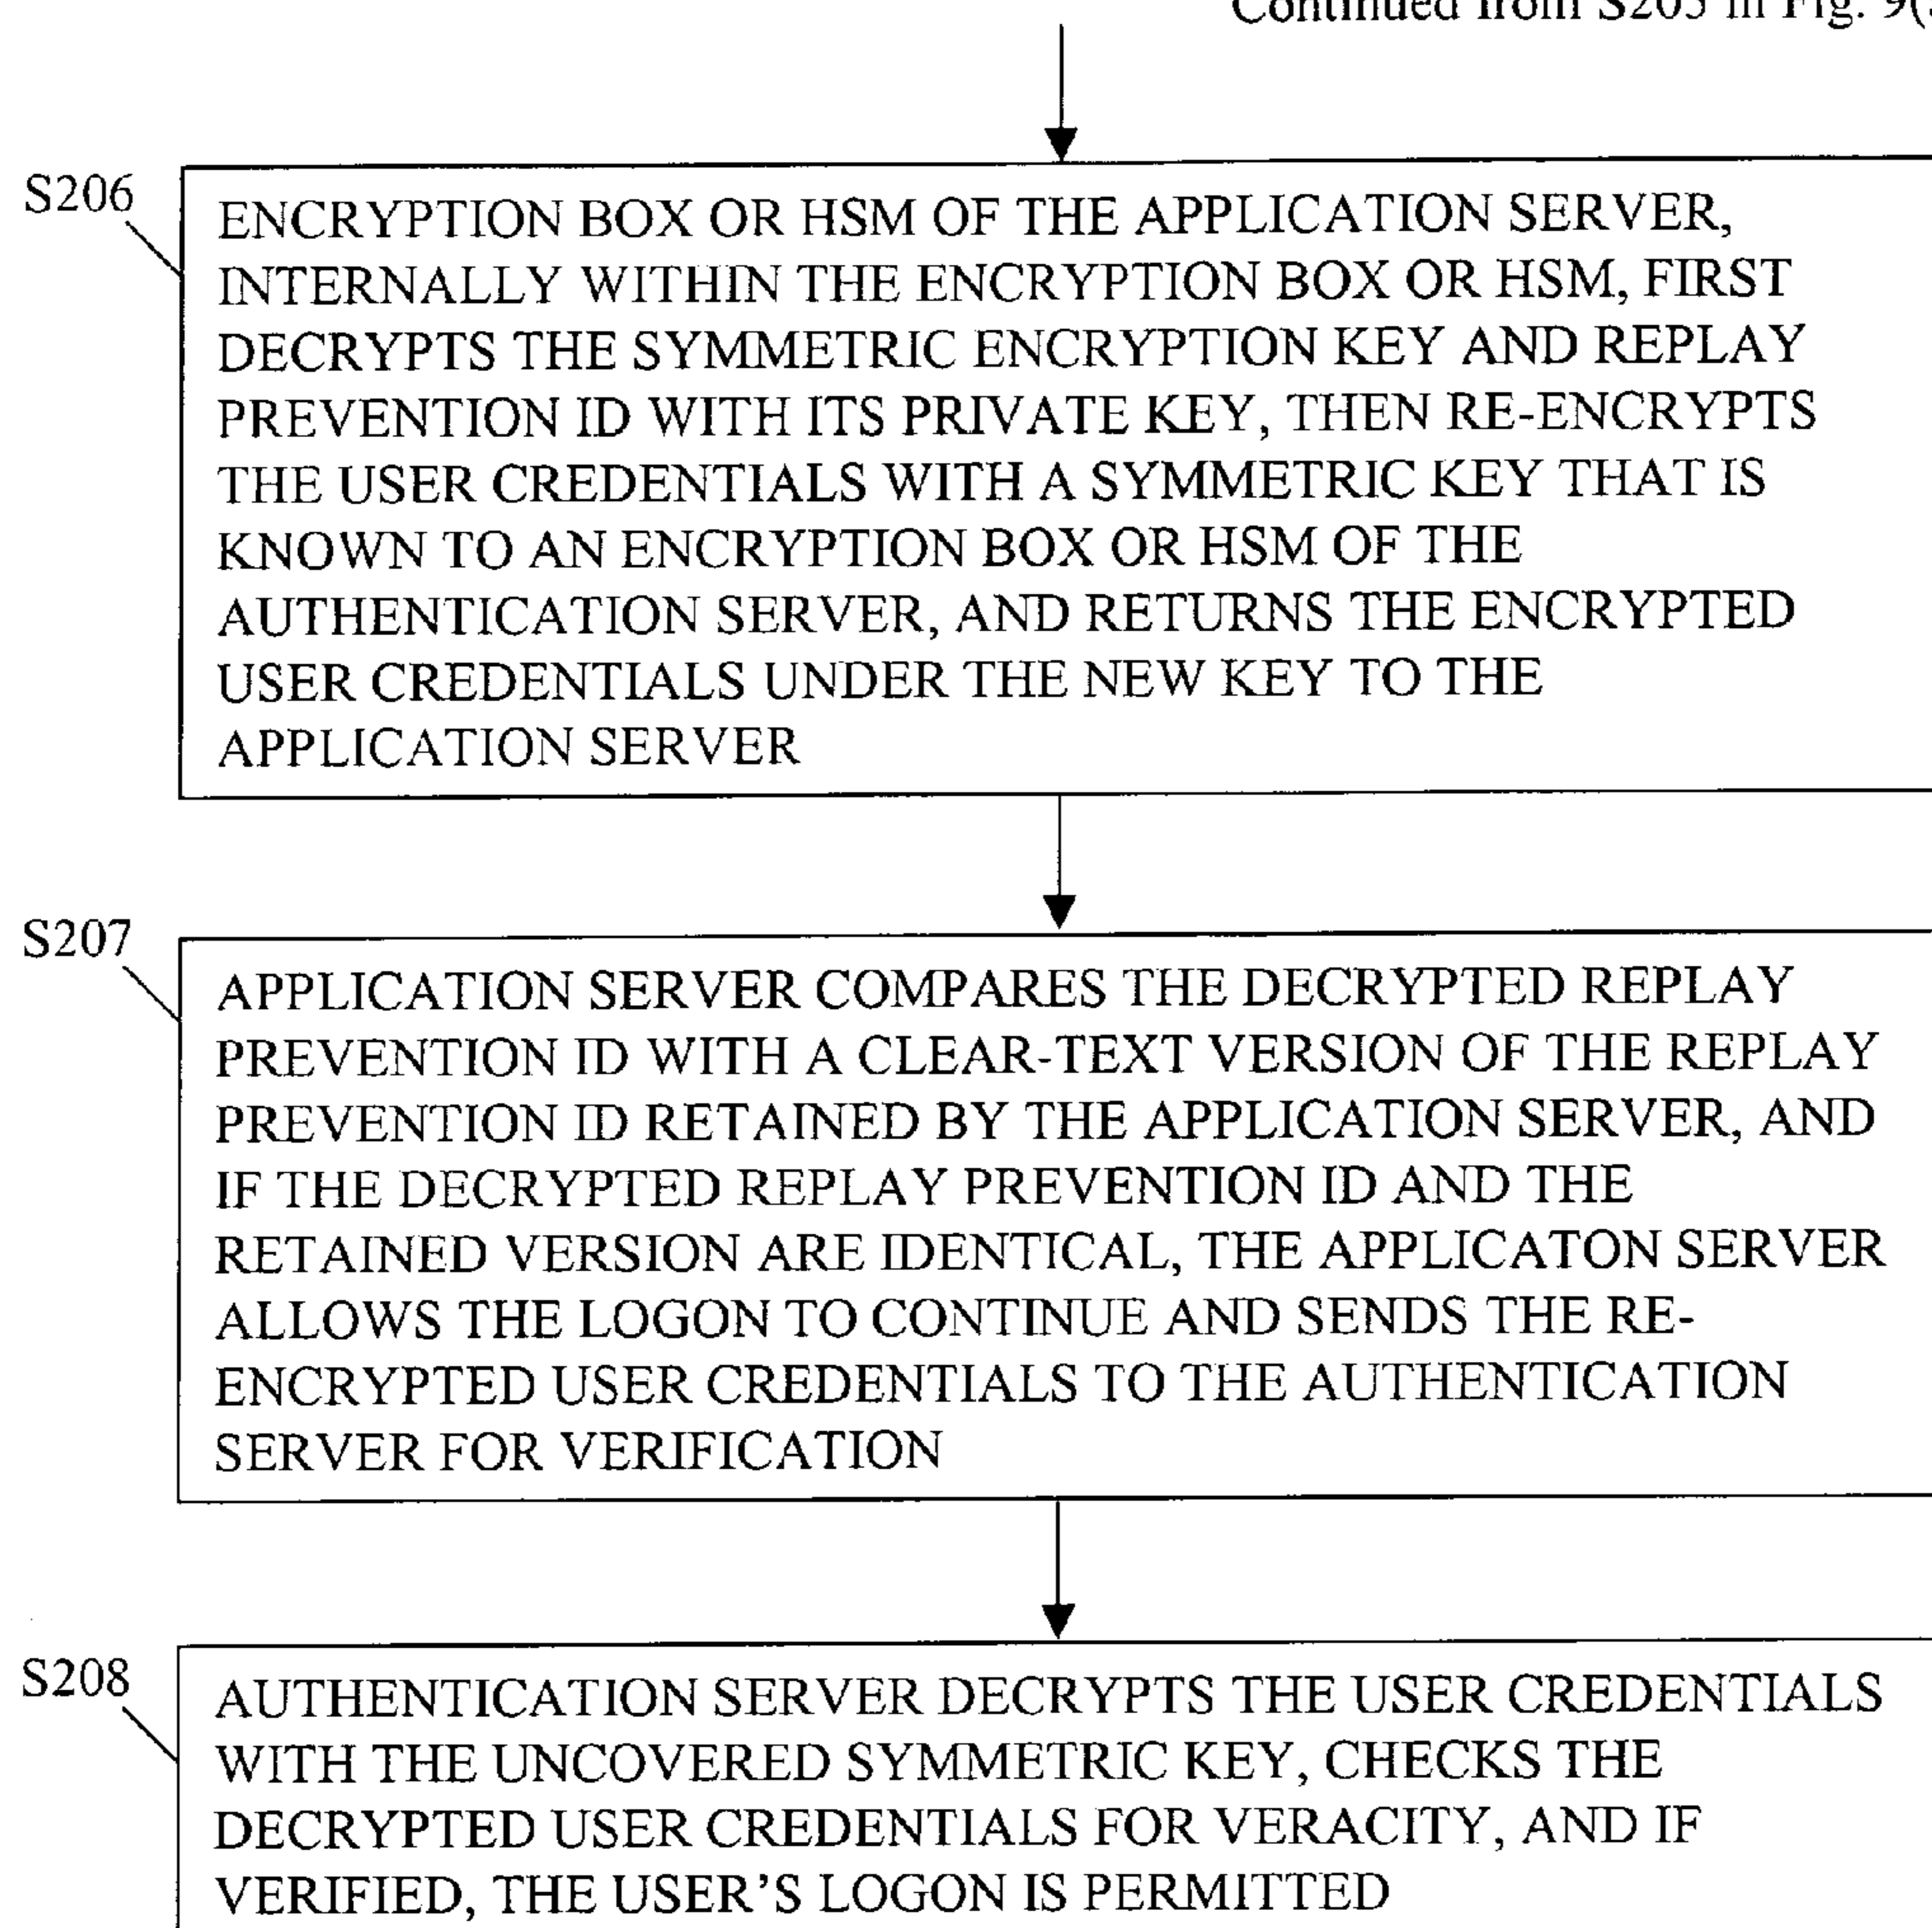 Continued from S205 in Fig. 9(
S206
ENCRYPTION BOX OR HSM OF THE APPLICATION SERVER,
INTERNALLY WITHIN THE ENCRYPTION BOX OR HSM, FIRST
DECRYPTS THE SYMMETRIC ENCRYPTION KEY AND REPLAY
PREVENTION ID WITH ITS PRIVATE KEY, THEN RE-ENCRYPTS
THE USER CREDENTIALS WITH A SYMMETRIC KEY THAT IS
KNOWN TO AN ENCRYPTION BOX OR HSM OF THE
AUTHENTICATION SERVER, AND RETURNS THE ENCRYPTED
USER CREDENTIALS UNDER THE NEW KEY TO THE
APPLICATION SERVER
S207
APPLICATION SERVER COMPARES THE DECRYPTED REPLAY
PREVENTION ID WITH A CLEAR-TEXT VERSION OF THE REPLAY
PREVENTION ID RETAINED BY THE APPLICATION SERVER, AND
IF THE DECRYPTED REPLAY PREVENTION ID AND THE
RETAINED VERSION ARE IDENTICAL, THE APPLICATON SERVER
ALLOWS THE LOGON TO CONTINUE AND SENDS THE RE-
ENCRYPTED USER CREDENTIALS TO THE AUTHENTICATION
SERVER FOR VERIFICATION
S208
AUTHENTICATION SERVER DECRYPTS THE USER CREDENTIALS
WITH THE UNCOVERED SYMMETRIC KEY, CHECKS THE
DECRYPTED USER CREDENTIALS FOR VERACITY, AND IF
VERIFIED, THE USER'S LOGON IS PERMITTED